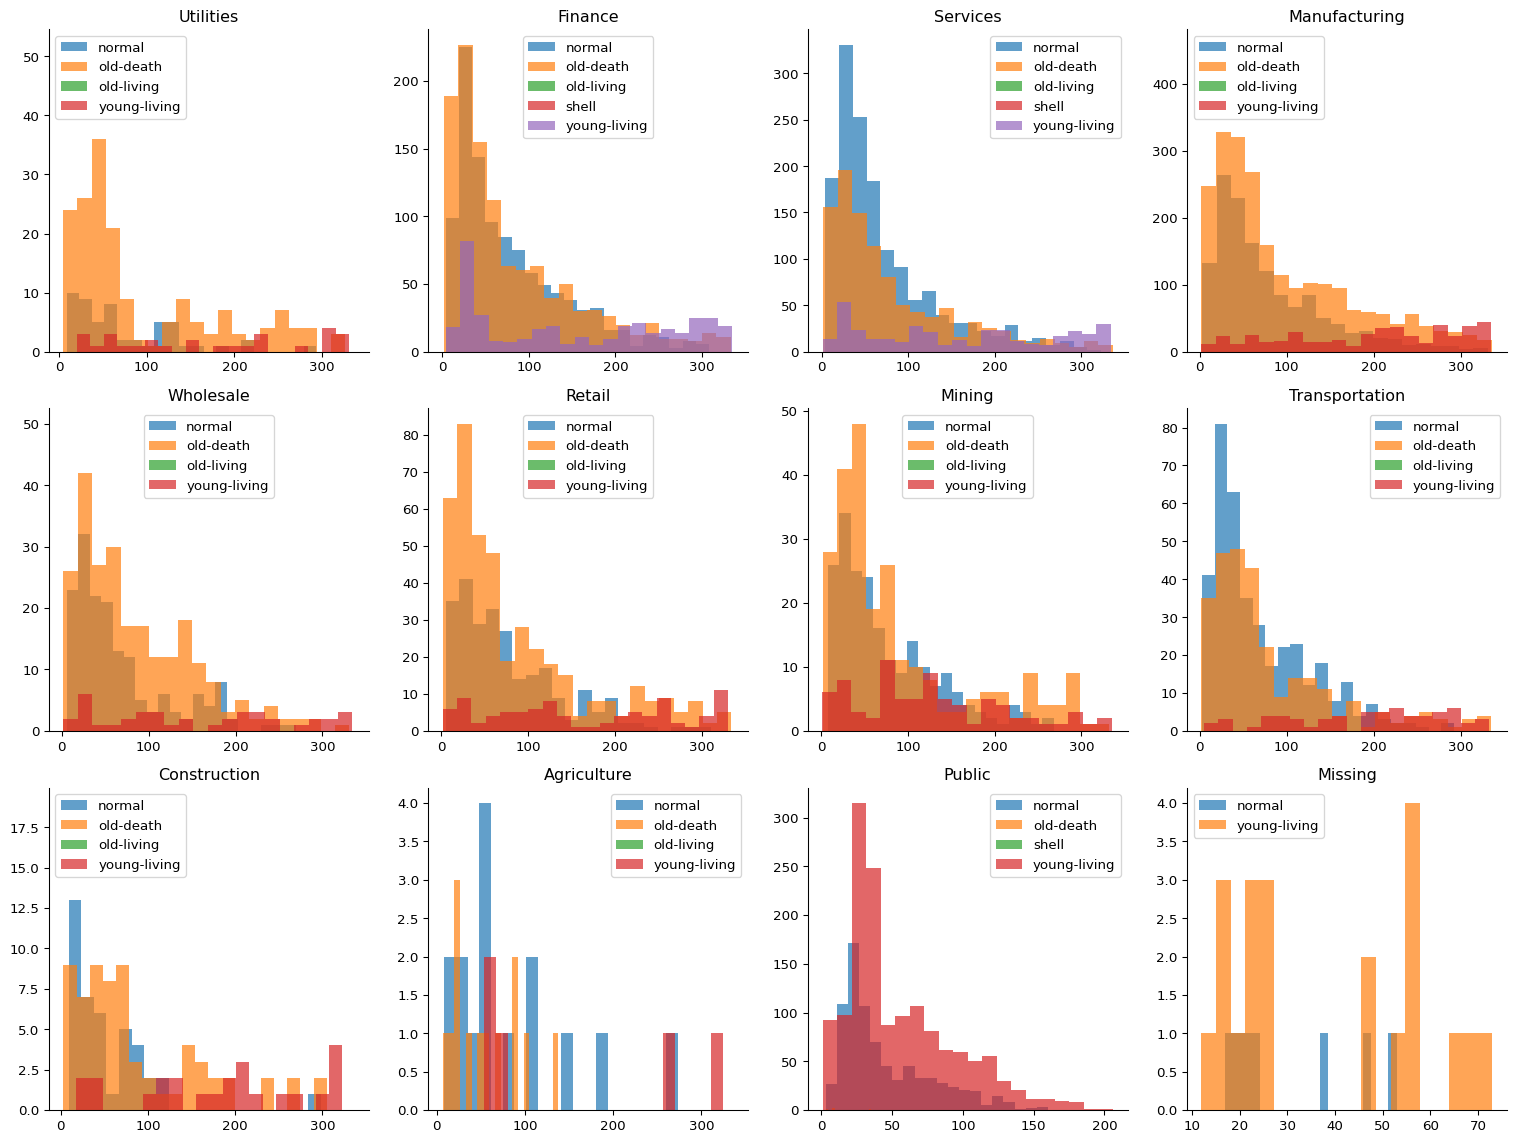 Utilities
50
40
30
20
10
0
0 100 200 300
normal
old-death
old-living
young-living
Finance
200
150
100
50
0
0 100 200 300
normal
old-death
old-living
shell
young-living
Services
300
250
200
150
100
50
0
0 100 200 300
normal
old-death
old-living
shell
young-living
Manufacturing
400
300
200
100
0
0 100 200 300
normal
old-death
old-living
young-living
Wholesale
50
40
30
20
10
0
0 100 200 300
normal
old-death
old-living
young-living
Retail
80
70
60
50
40
30
20
10
0
0 100 200 300
normal
old-death
old-living
young-living
Mining
50
40
30
20
10
0
0 100 200 300
normal
old-death
old-living
young-living
Transportation
80
70
60
50
40
30
20
10
0
0 100 200 300
normal
old-death
old-living
young-living
Construction
17.5
15.0
12.5
10.0
7.5
5.0
2.5
0.0
0 100 200 300
normal
old-death
old-living
young-living
Agriculture
4.0
3.5
3.0
2.5
2.0
1.5
1.0
0.5
0.0
0 100 200 300
normal
old-death
old-living
young-living
Public
300
250
200
150
100
50
0
0 50 100 150 200
normal
old-death
shell
young-living
Missing
4.0
3.5
3.0
2.5
2.0
1.5
1.0
0.5
0.0
10 20 30 40 50 60 70
normal
young-living